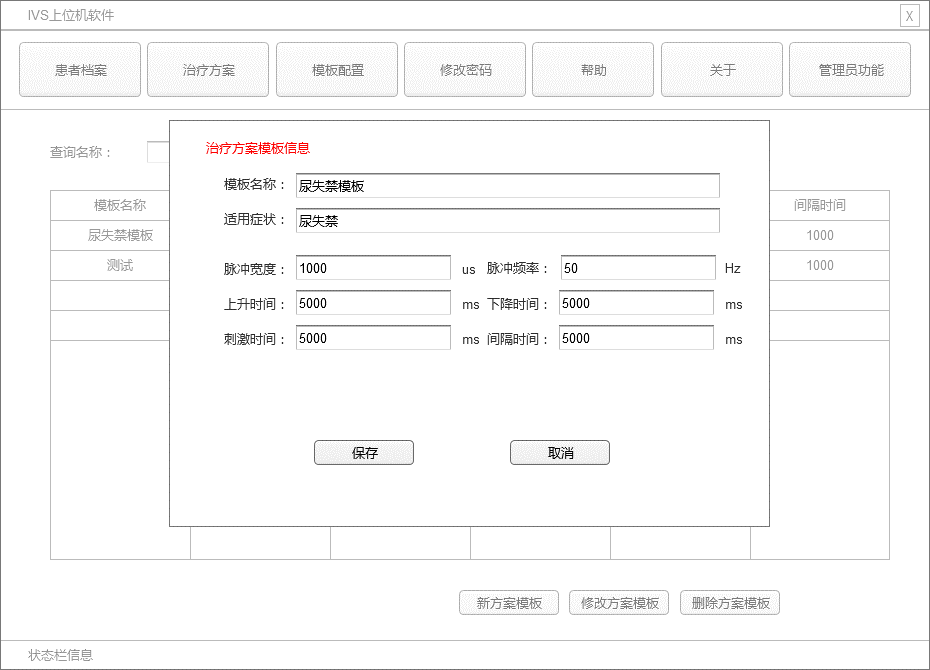 IVS上位机软件 X
患者档案 治疗方案 模板配置 修改密码 帮助 关于 管理员功能
查询名称：
治疗方案模板信息
模板名称： 尿失禁模板
适用症状： 尿失禁
脉冲宽度： 1000 us 脉冲频率： 50 Hz
上升时间： 5000 ms 下降时间： 5000 ms
刺激时间： 5000 ms 间隔时间： 5000 ms
保存 取消
模板名称 间隔时间
尿失禁模板 1000
测试 1000
新方案模板 修改方案模板 删除方案模板
状态栏信息